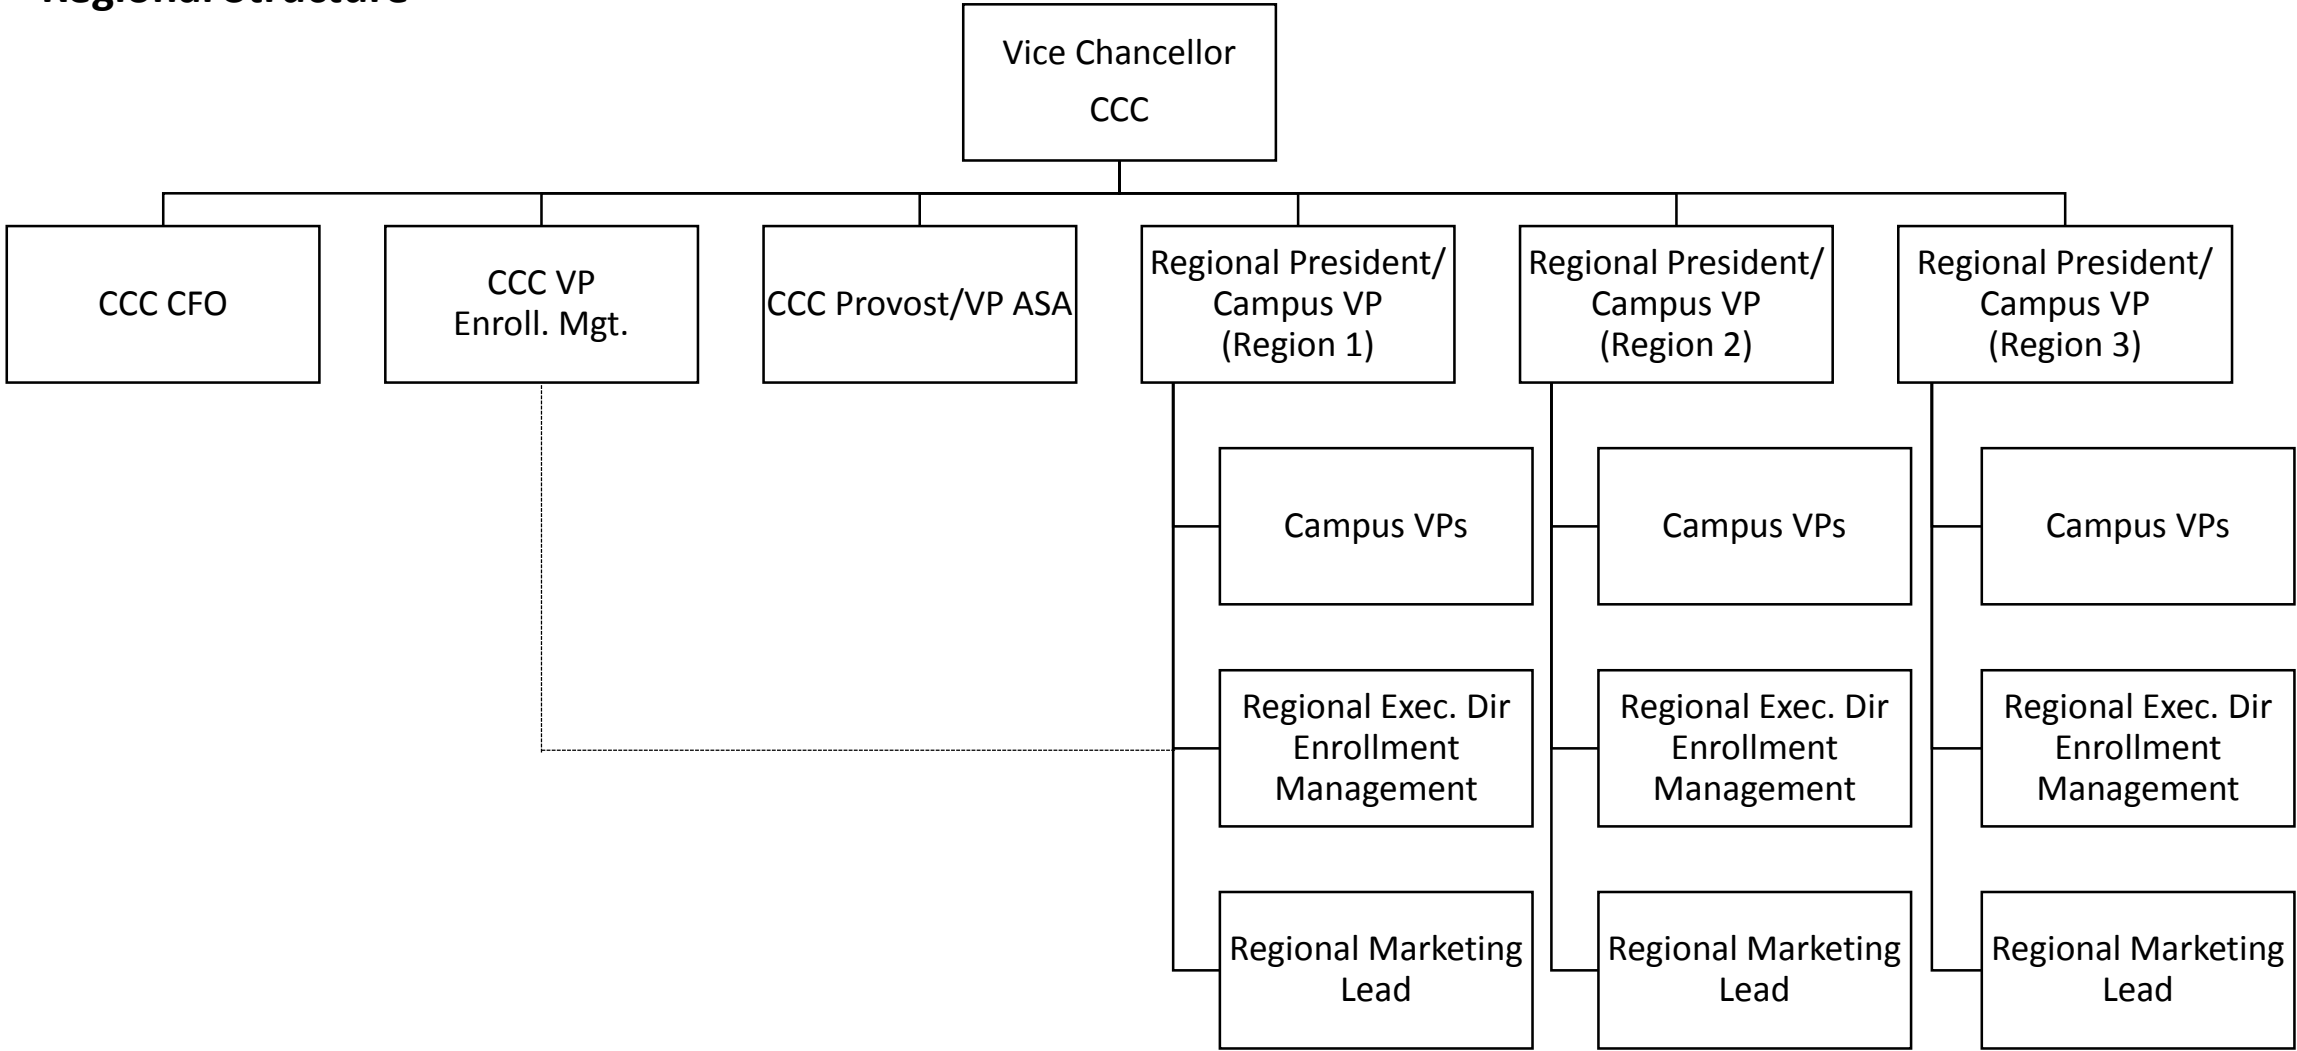 Regional Structure
Vice Chancellor
CCC
CCC CFO
CCC VP
Enroll. Mgt.
CCC Provost/VP ASA
Regional President/
Campus VP
(Region 1)
Regional President/
Campus VP
(Region 2)
Regional President/
Campus VP
(Region 3)
Campus VPs
Campus VPs
Campus VPs
Regional Exec. Dir
Enrollment
Management
Regional Exec. Dir
Enrollment
Management
Regional Exec. Dir
Enrollment
Management
Regional Marketing
Lead
Regional Marketing
Lead
Regional Marketing
Lead